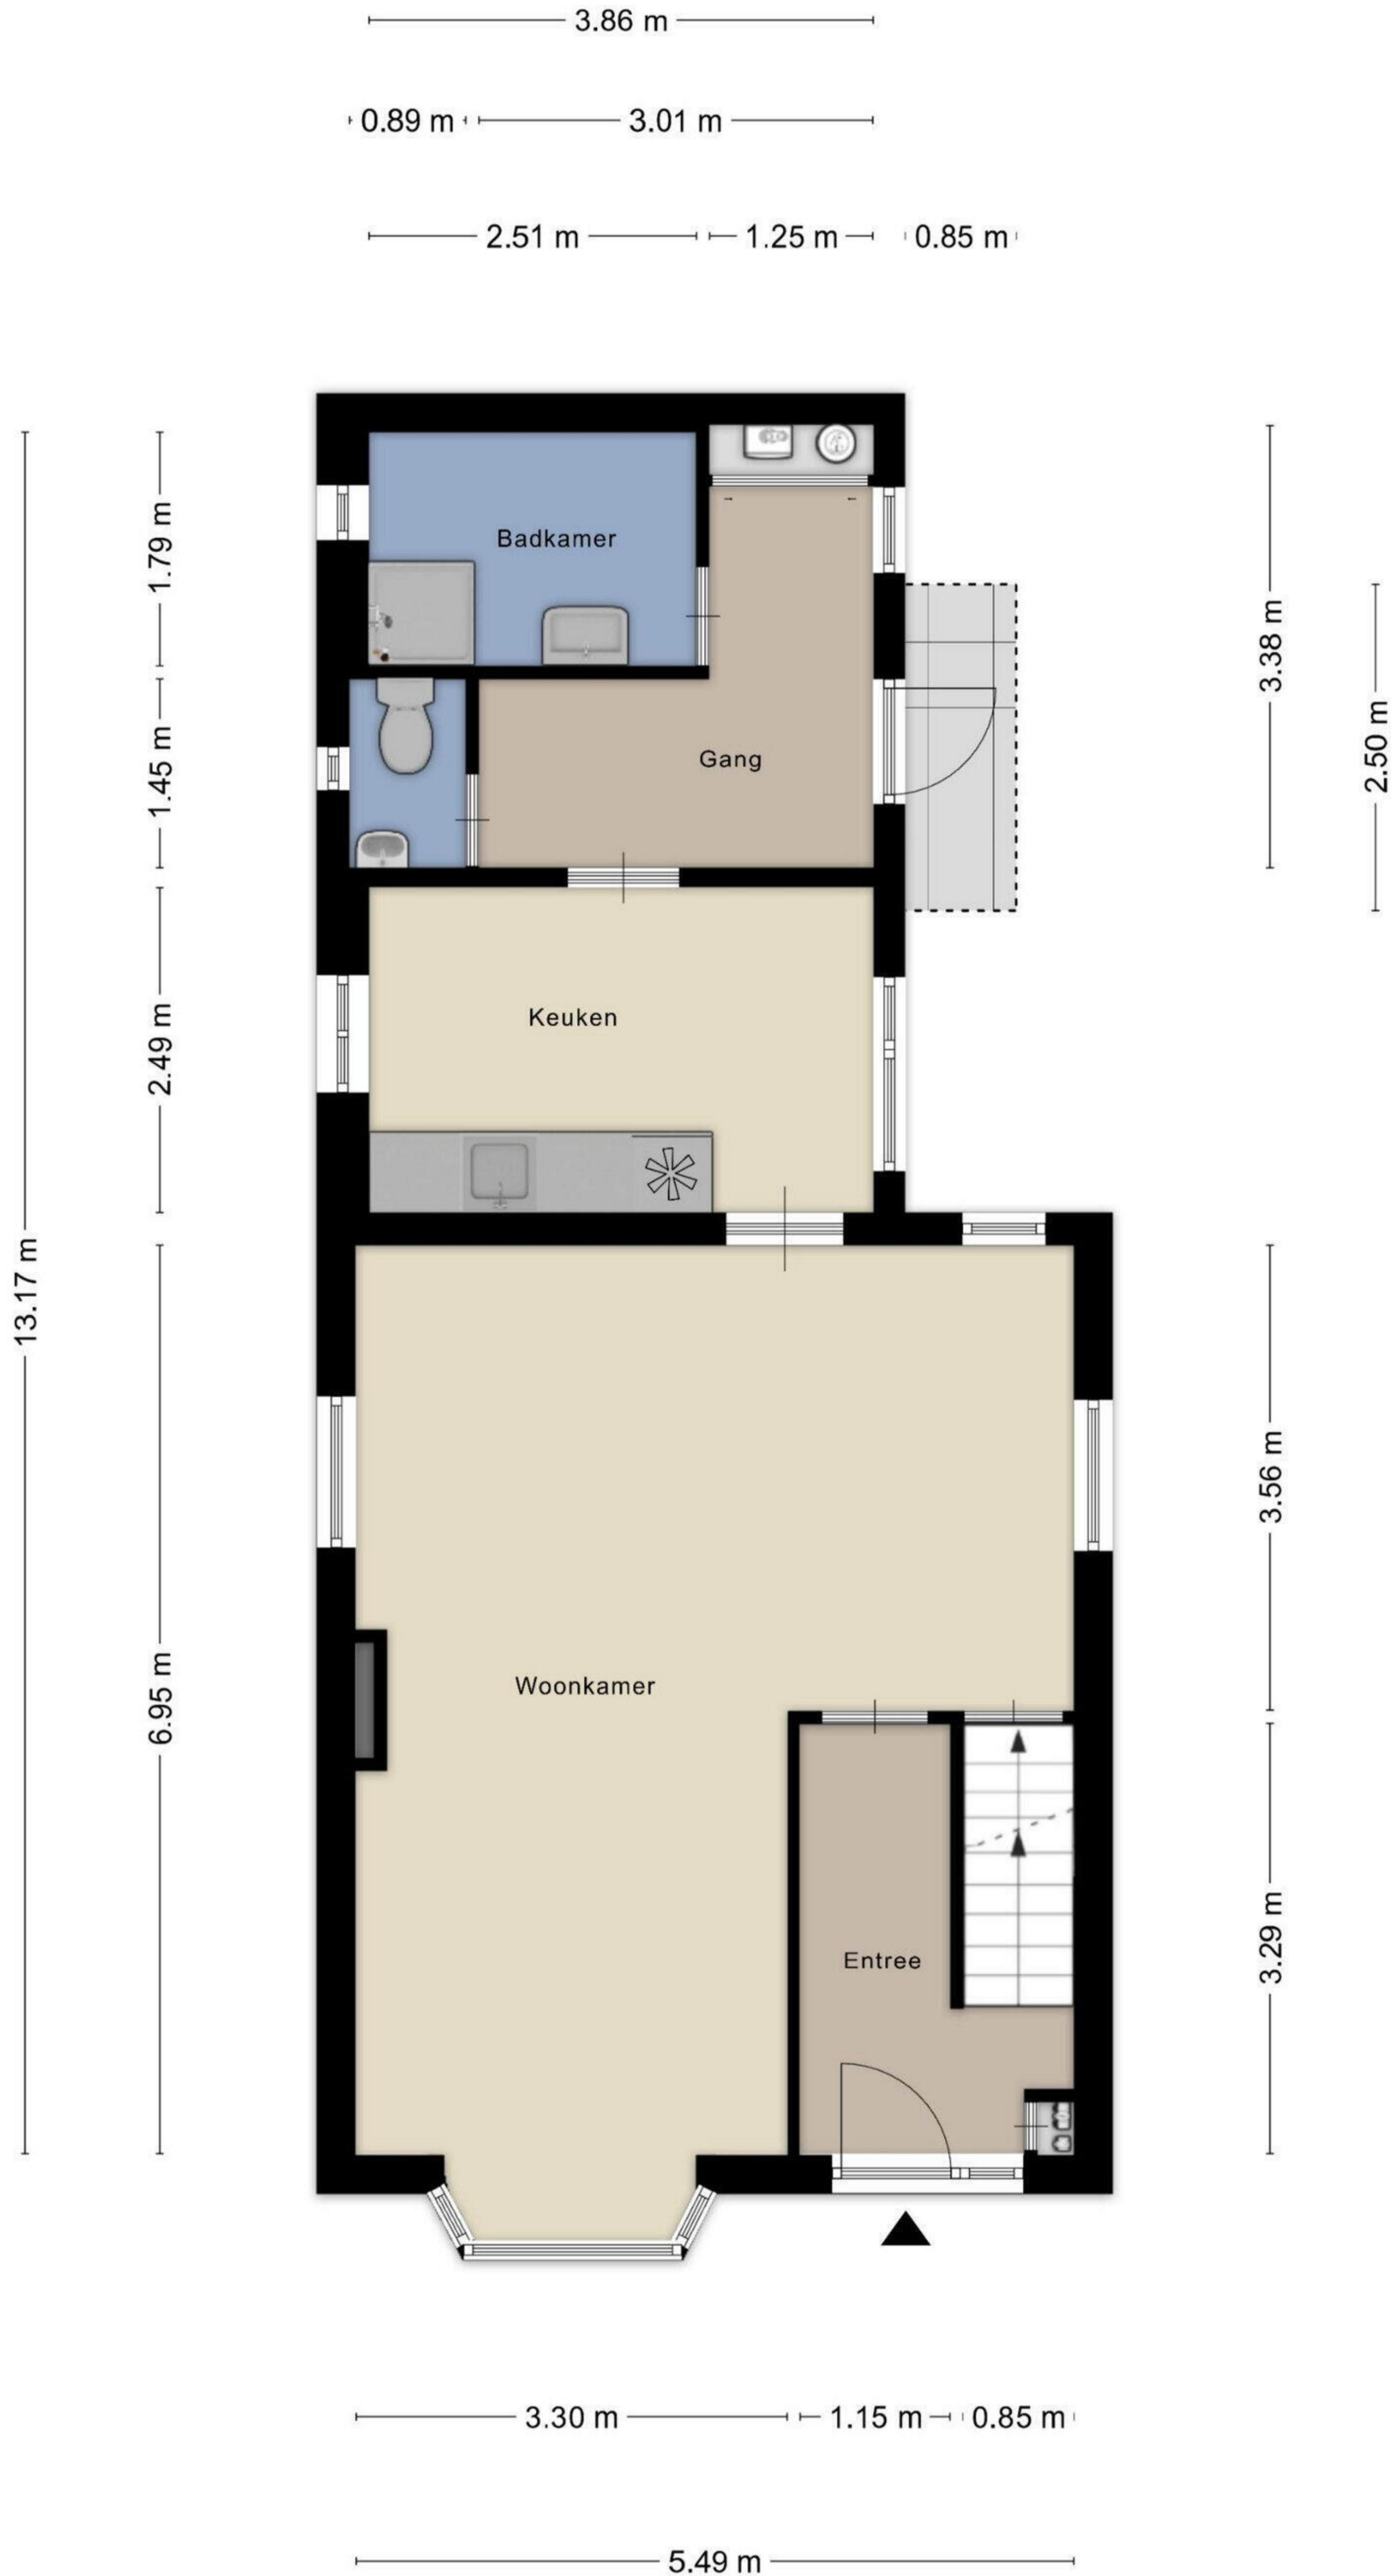 3.86 m
0.89 m
3.01 m
2.51 m
1.25 m
0.85 m
Badkamer
1.79 m
3.38 m
1.45 m
Gang
2.50 m
Keuken
2.49 m
13.17 m
3.56 m
6.95 m
Woonkamer
3.29 m
Entree
3.30 m
1.15 m
0.85 m
5.49 m